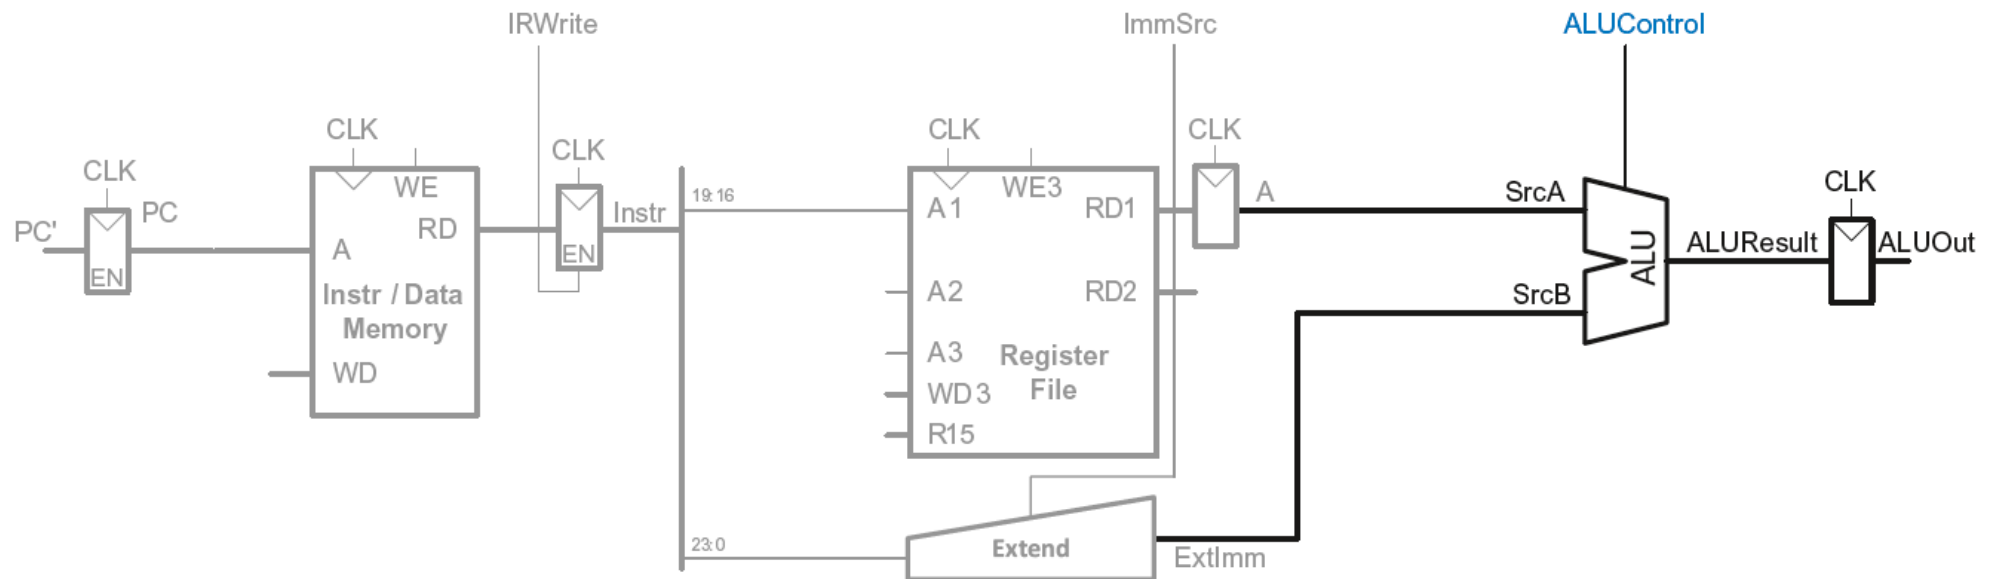 IRWrite
ImmSrc
ALUControl
CLK
CLK
CLK
CLK
CLK
CLK
PC'
PC
EN
WE
RD
A
Instr / Data
Memory
WD
EN
Instr
19:16
23:0
A1
WE3
RD1
A2
RD2
A3
Register
File
WD3
R15
A
Extend
ExtImm
SrcA
SrcB
ALU
ALUResult
ALUOut